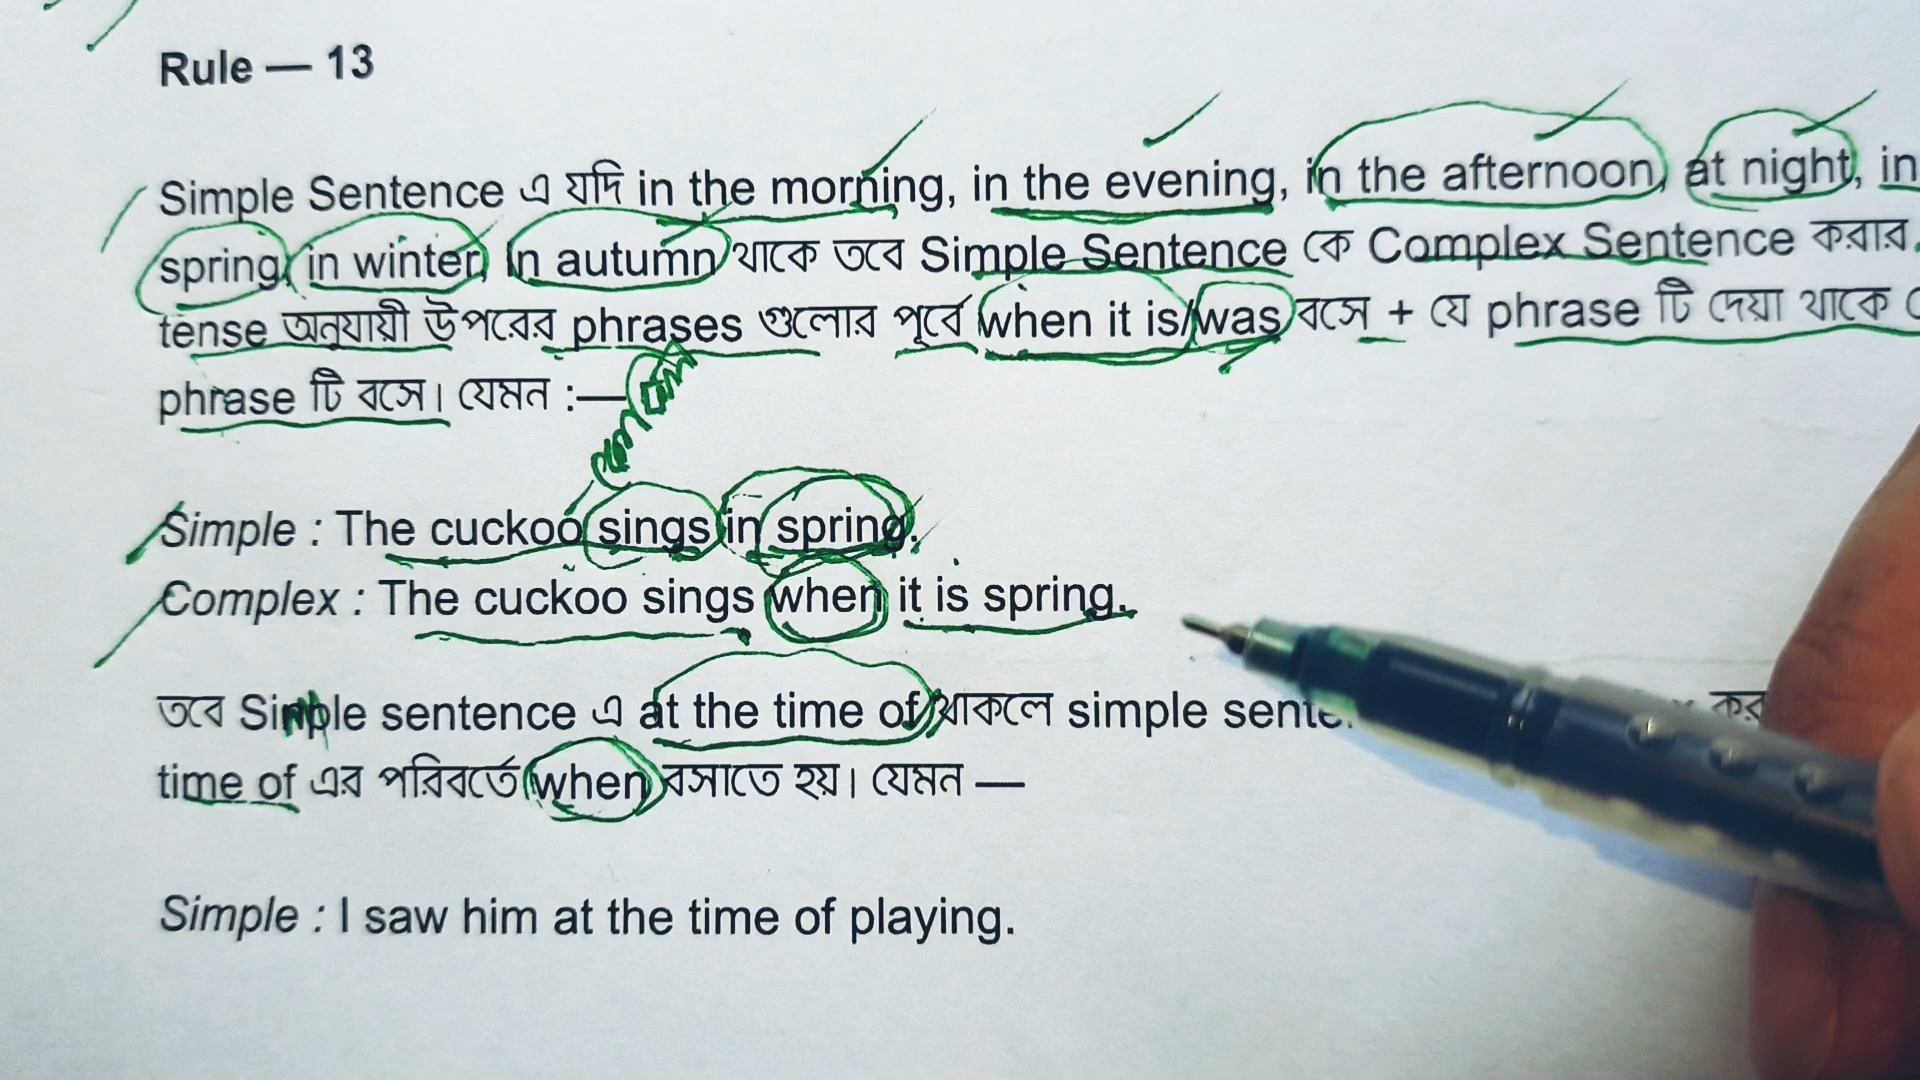 Rule — 13
Simple Sentence এ যদি in the morning, in the evening, in the afternoon, at night, in
spring, in winter, In autumn থাকে তবে Simple Sentence কে Complex Sentence করার
tense অনুযায়ী উপরের phrases গুলোর পূর্বে when it is/was বসে + যে phrase টি দেয়া থাকে
phrase টি বসে। যেমন :—
Simple : The cuckoo sings in spring.
Complex : The cuckoo sings when it is spring.
তবে Simple sentence এ at the time of থাকলে simple
time of এর পরিবর্তে when বসাতে হয়। যেমন —
Simple : I saw him at the time of playing.